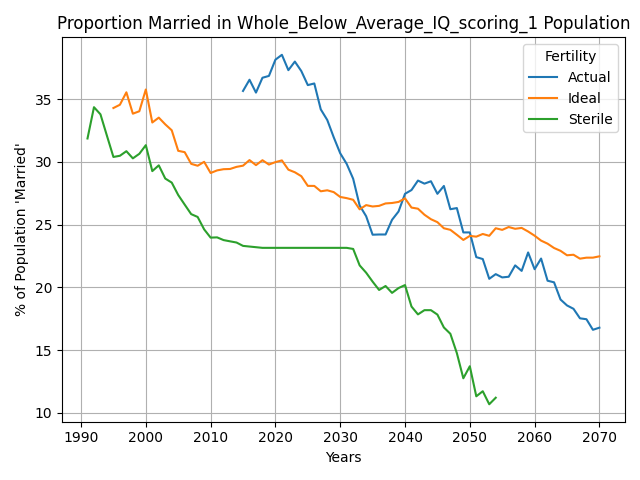 Proportion Married in Whole_Below_Average_IQ_scoring_1 Population
Fertility
Actual
Ideal
Sterile
% of Population 'Married'
35
30
25
20
15
10
1990 2000 2010 2020 2030 2040 2050 2060 2070
Years